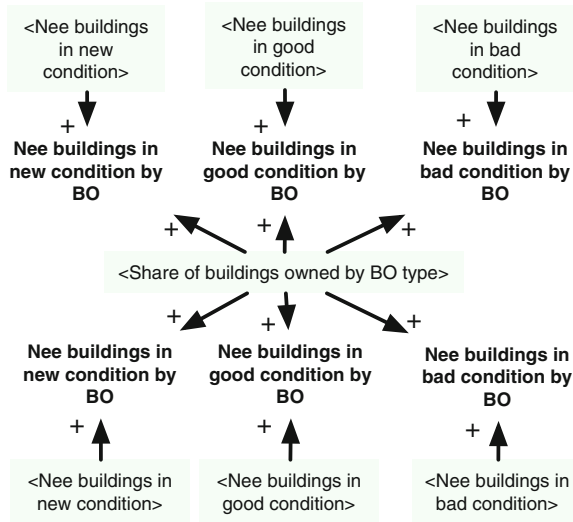 <Nee buildings
in new
condition>
<Nee buildings
in good
condition>
<Nee buildings
in bad
condition>
+
+
+
Nee buildings in
new condition by
BO
Nee buildings in
good condition by
BO
Nee buildings in
bad condition by
BO
+
+
+
<Share of buildings owned by BO type>
+
+
+
Nee buildings in
new condition by
BO
Nee buildings in
good condition by
BO
Nee buildings in
bad condition by
BO
+
+
+
<Nee buildings in
new condition>
<Nee buildings in
good condition>
<Nee buildings in
bad condition>